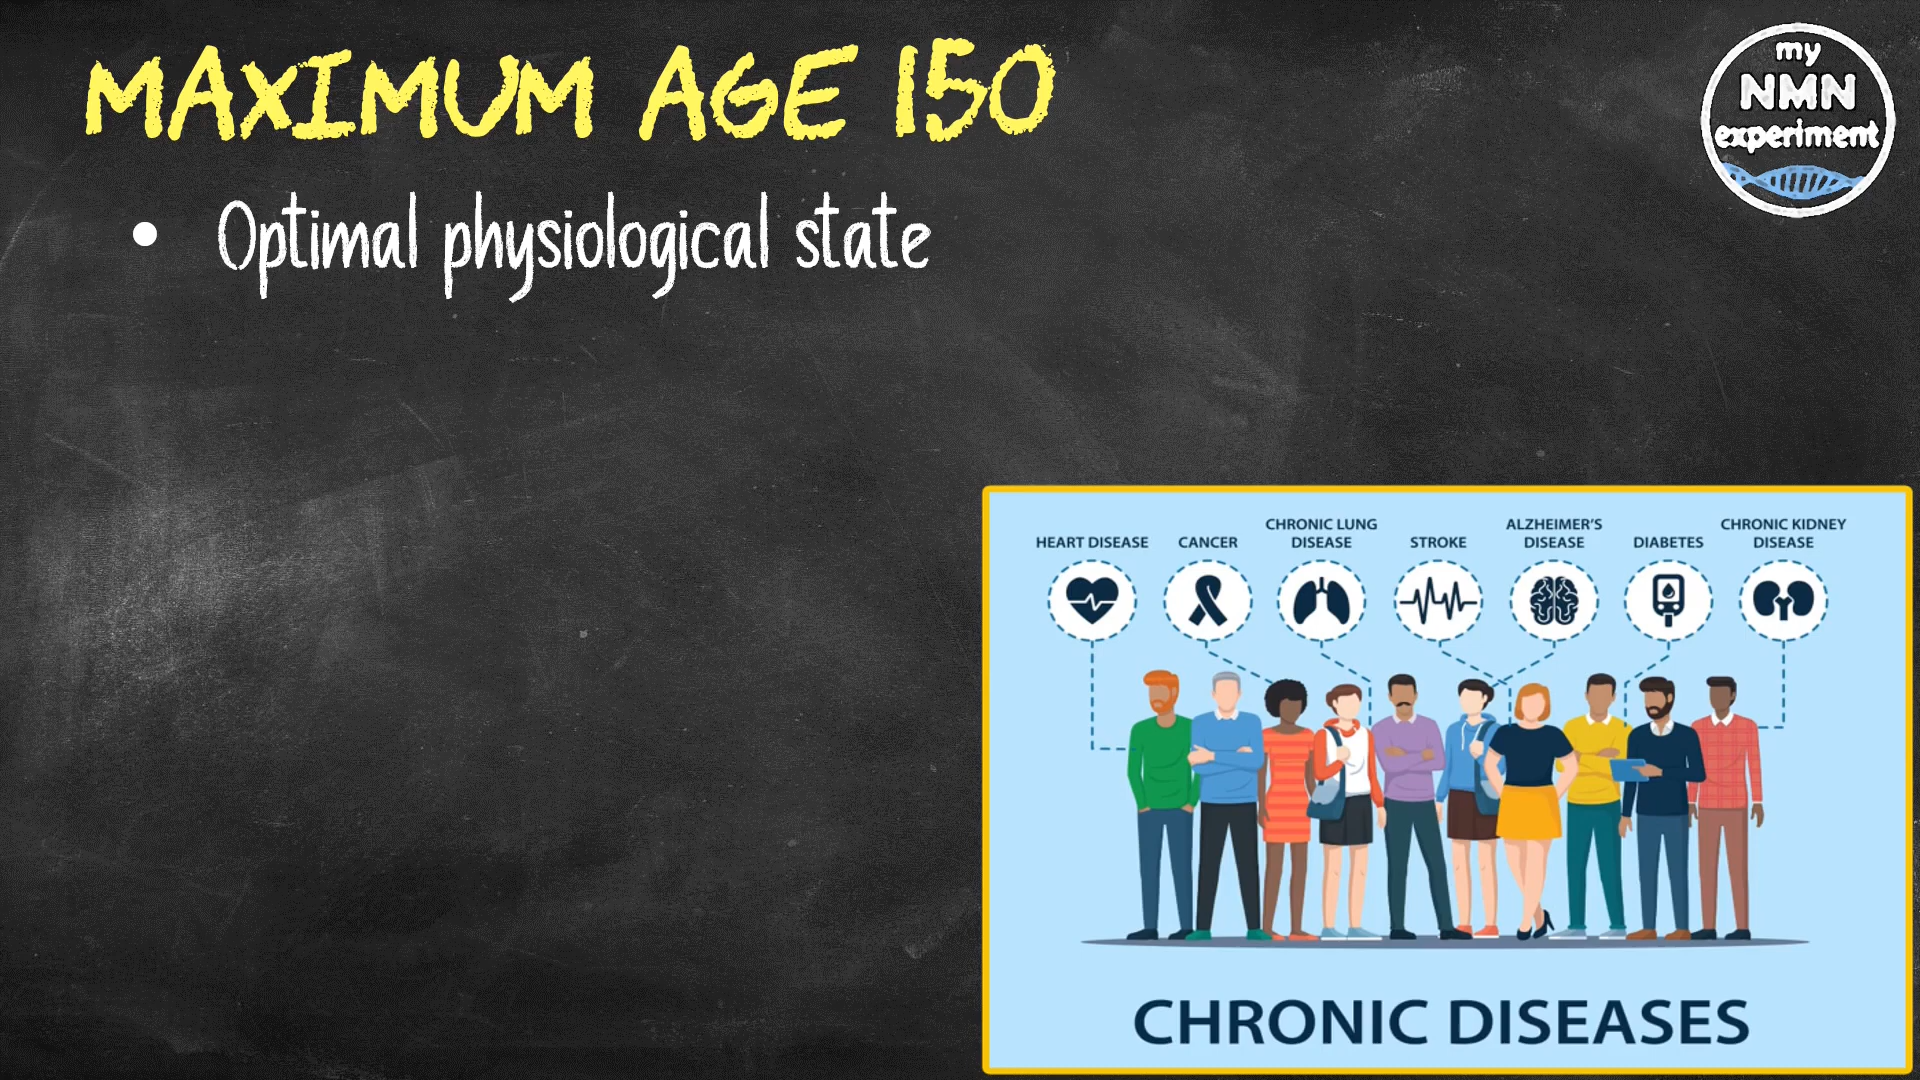 MAXIMUM AGE 150
my
NMN
experiment
• Optimal physiological state
HEART DISEASE
CANCER
CHRONIC LUNG
DISEASE
STROKE
ALZHEIMER'S
DISEASE
DIABETES
CHRONIC KIDNEY
DISEASE
CHRONIC DISEASES